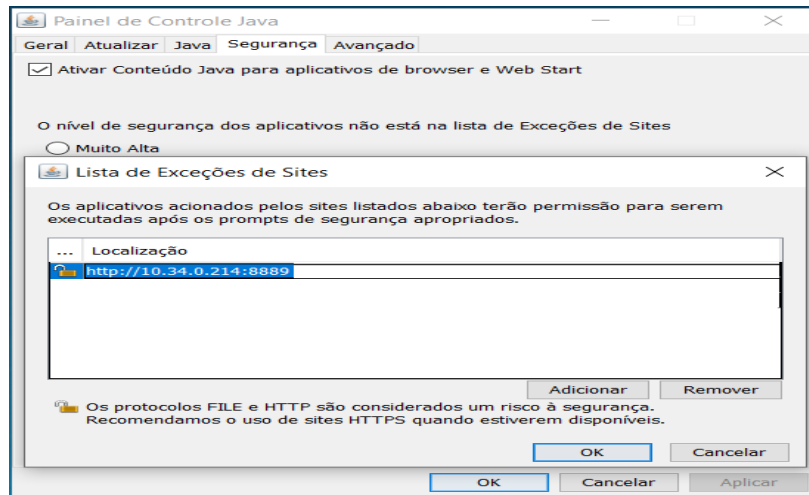 Painel de Controle Java
Geral Atualizar Java Segurança Avançado
Ativar Conteúdo Java para aplicativos de browser e Web Start
O nível de segurança dos aplicativos não está na lista de Exceções de Sites
Muito Alta
Lista de Exceções de Sites
Os aplicativos acionados pelos sites listados abaixo terão permissão para serem
executadas após os prompts de segurança apropriados.
... Localização
http://10.34.0.214:8889
Adicionar Remover
Os protocolos FILE e HTTP são considerados um risco à segurança.
Recomendamos o uso de sites HTTPS quando estiverem disponíveis.
OK Cancelar
OK Cancelar Aplicar